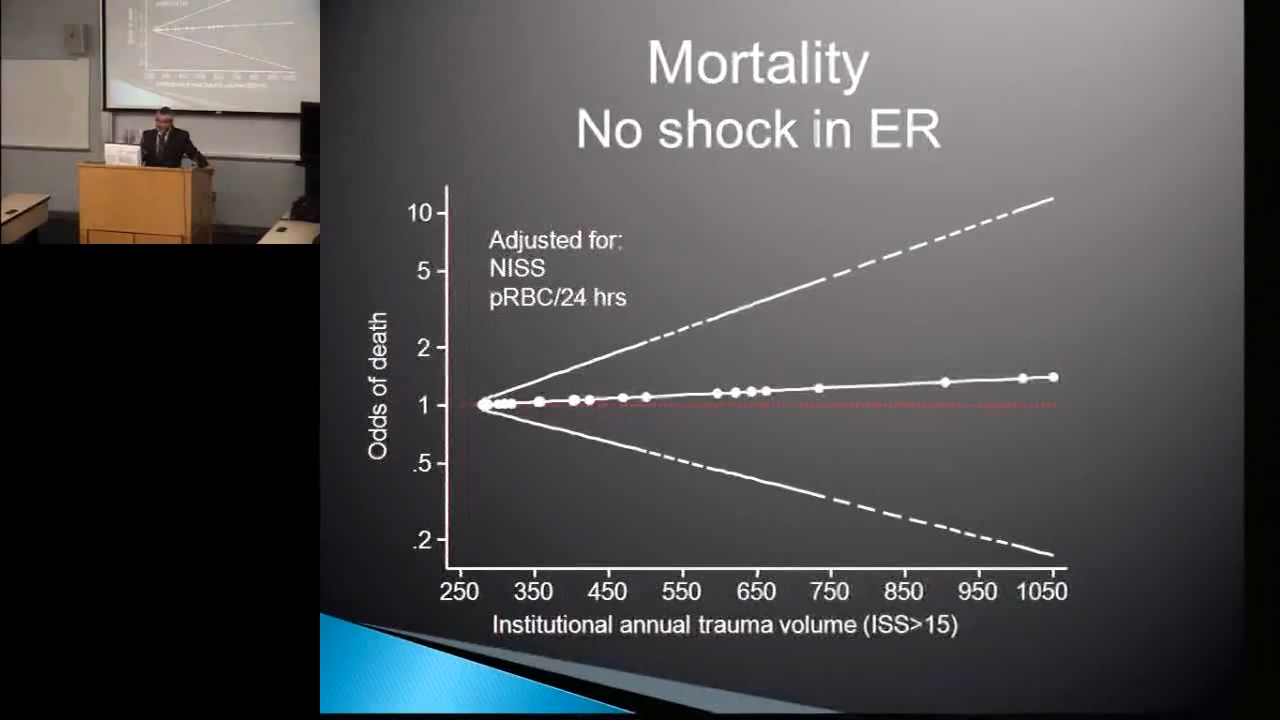 Mortality
No shock in ER
Adjusted for:
NISS
pRBC/24 hrs
Odds of death
10
5
2
1
.5
.2
250 350 450 550 650 750 850 950 1050
Institutional annual trauma volume (ISS>15)